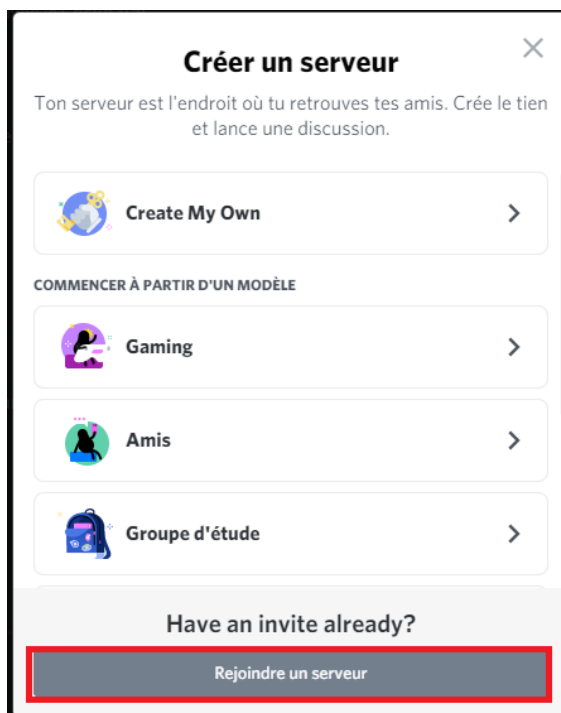 Créer un serveur
Ton serveur est l'endroit où tu retrouves tes amis. Crée le tien
et lance une discussion.
Create My Own
COMMENCER À PARTIR D'UN MODÈLE
Gaming
Amis
Groupe d'étude
Have an invite already?
Rejoindre un serveur